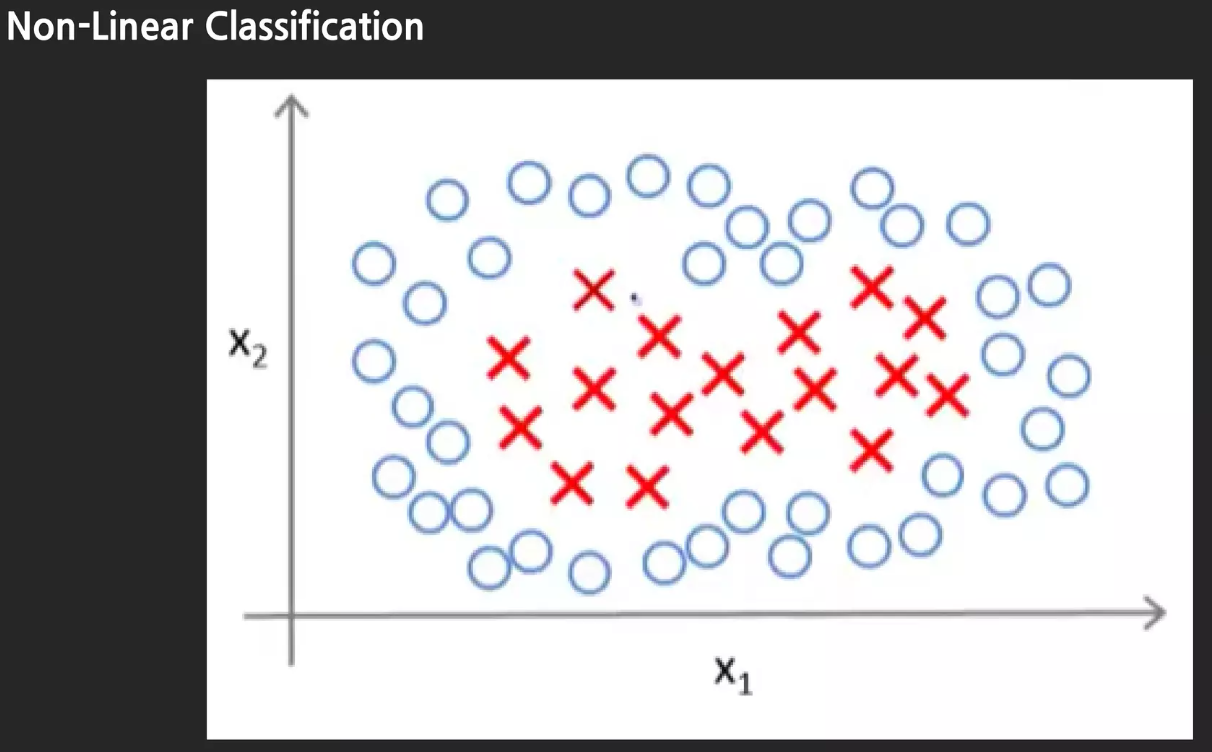 Non-Linear Classification
x₂
x₁